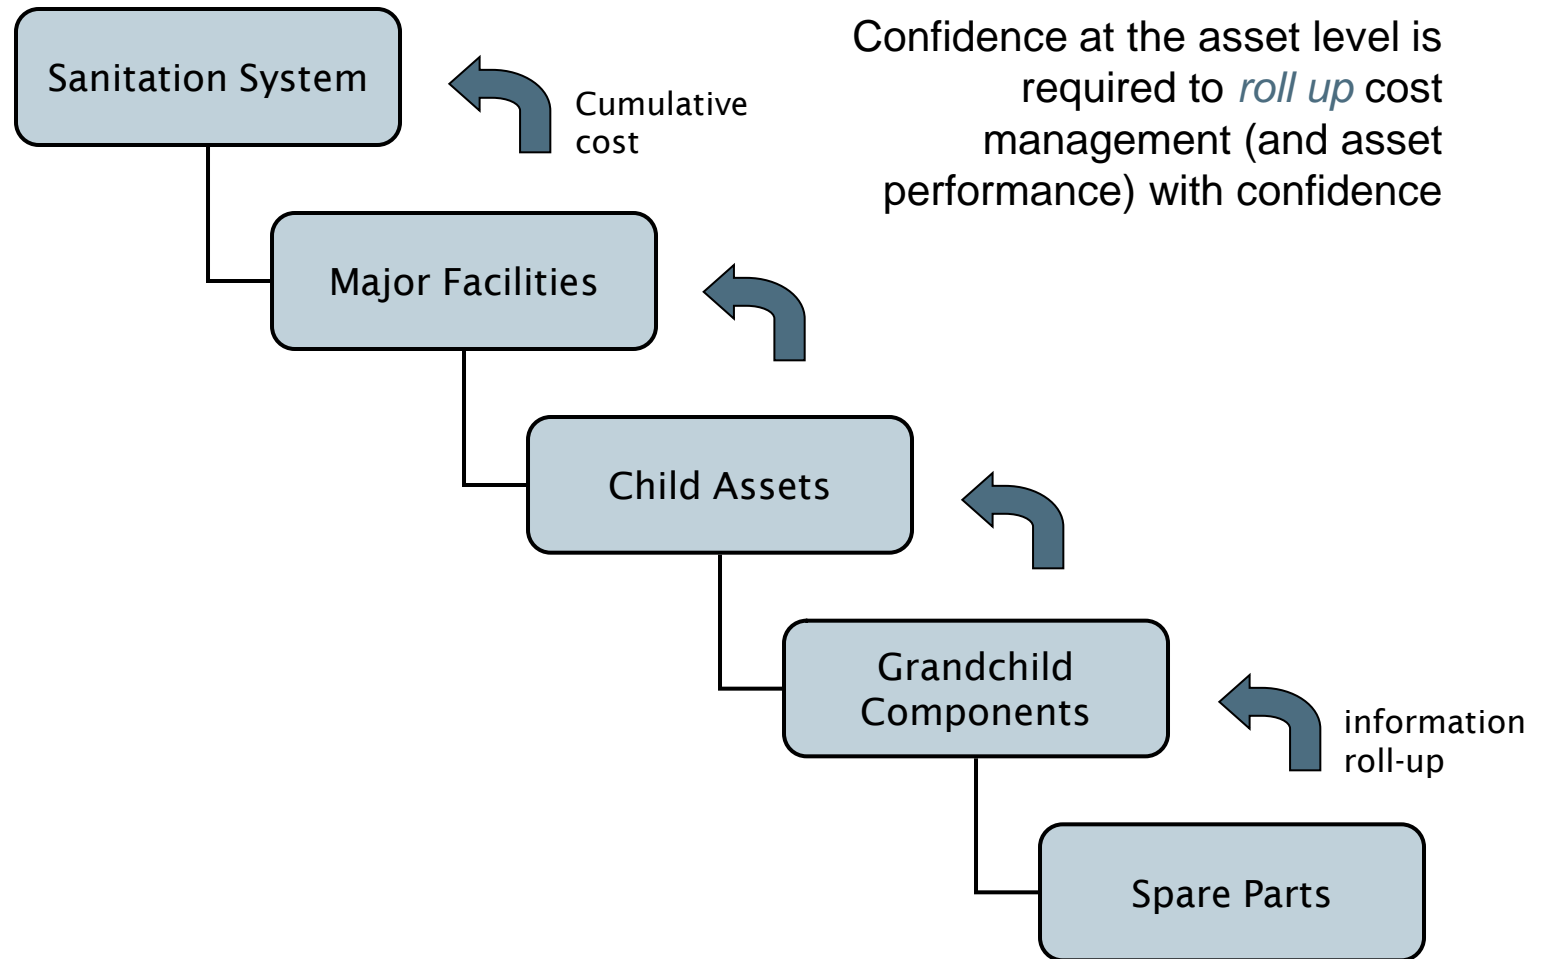 Sanitation System
Cumulative
cost
Confidence at the asset level is
required to roll up cost
management (and asset
performance) with confidence
Major Facilities
Child Assets
Grandchild
Components
information
roll-up
Spare Parts